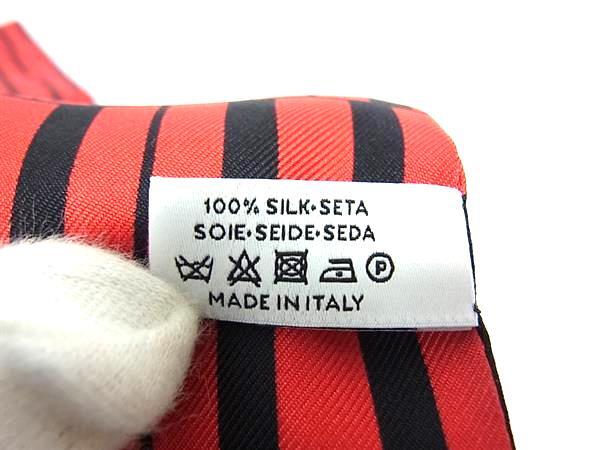 100% SILK•SETA
SOIE•SEIDE•SEDA
P
MADE IN ITALY